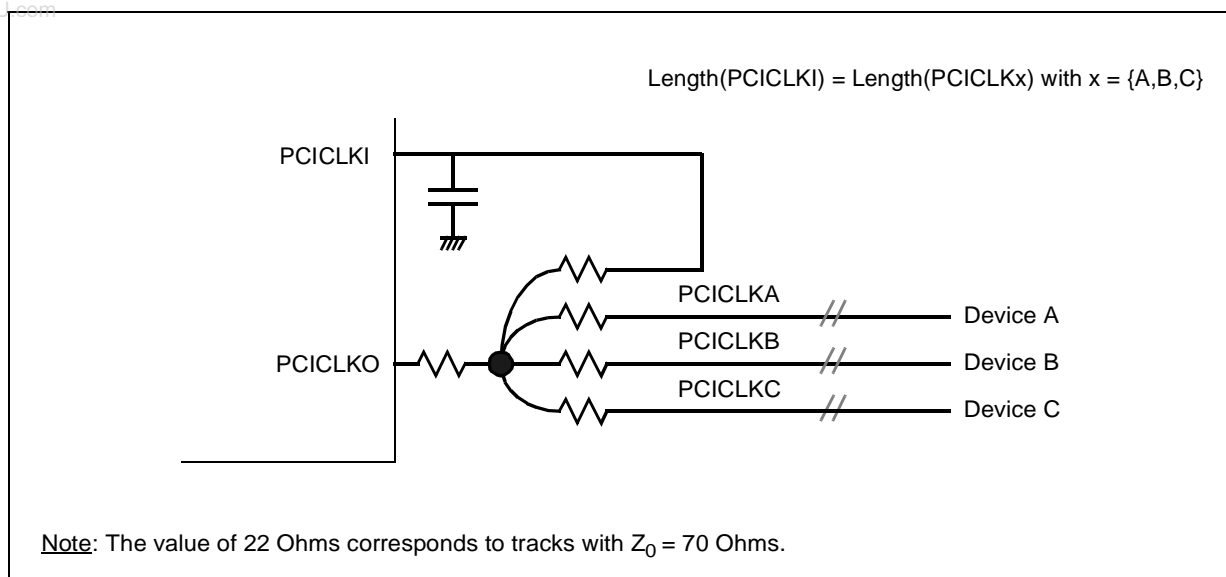 Length(PCICLKI) = Length(PCICLKx) with x = {A,B,C}
PCICLKI
PCICLKA
Device A
PCICLKB
PCICLKO
Device B
PCICLKC
Device C
Note: The value of 22 Ohms corresponds to tracks with Z0 = 70 Ohms.